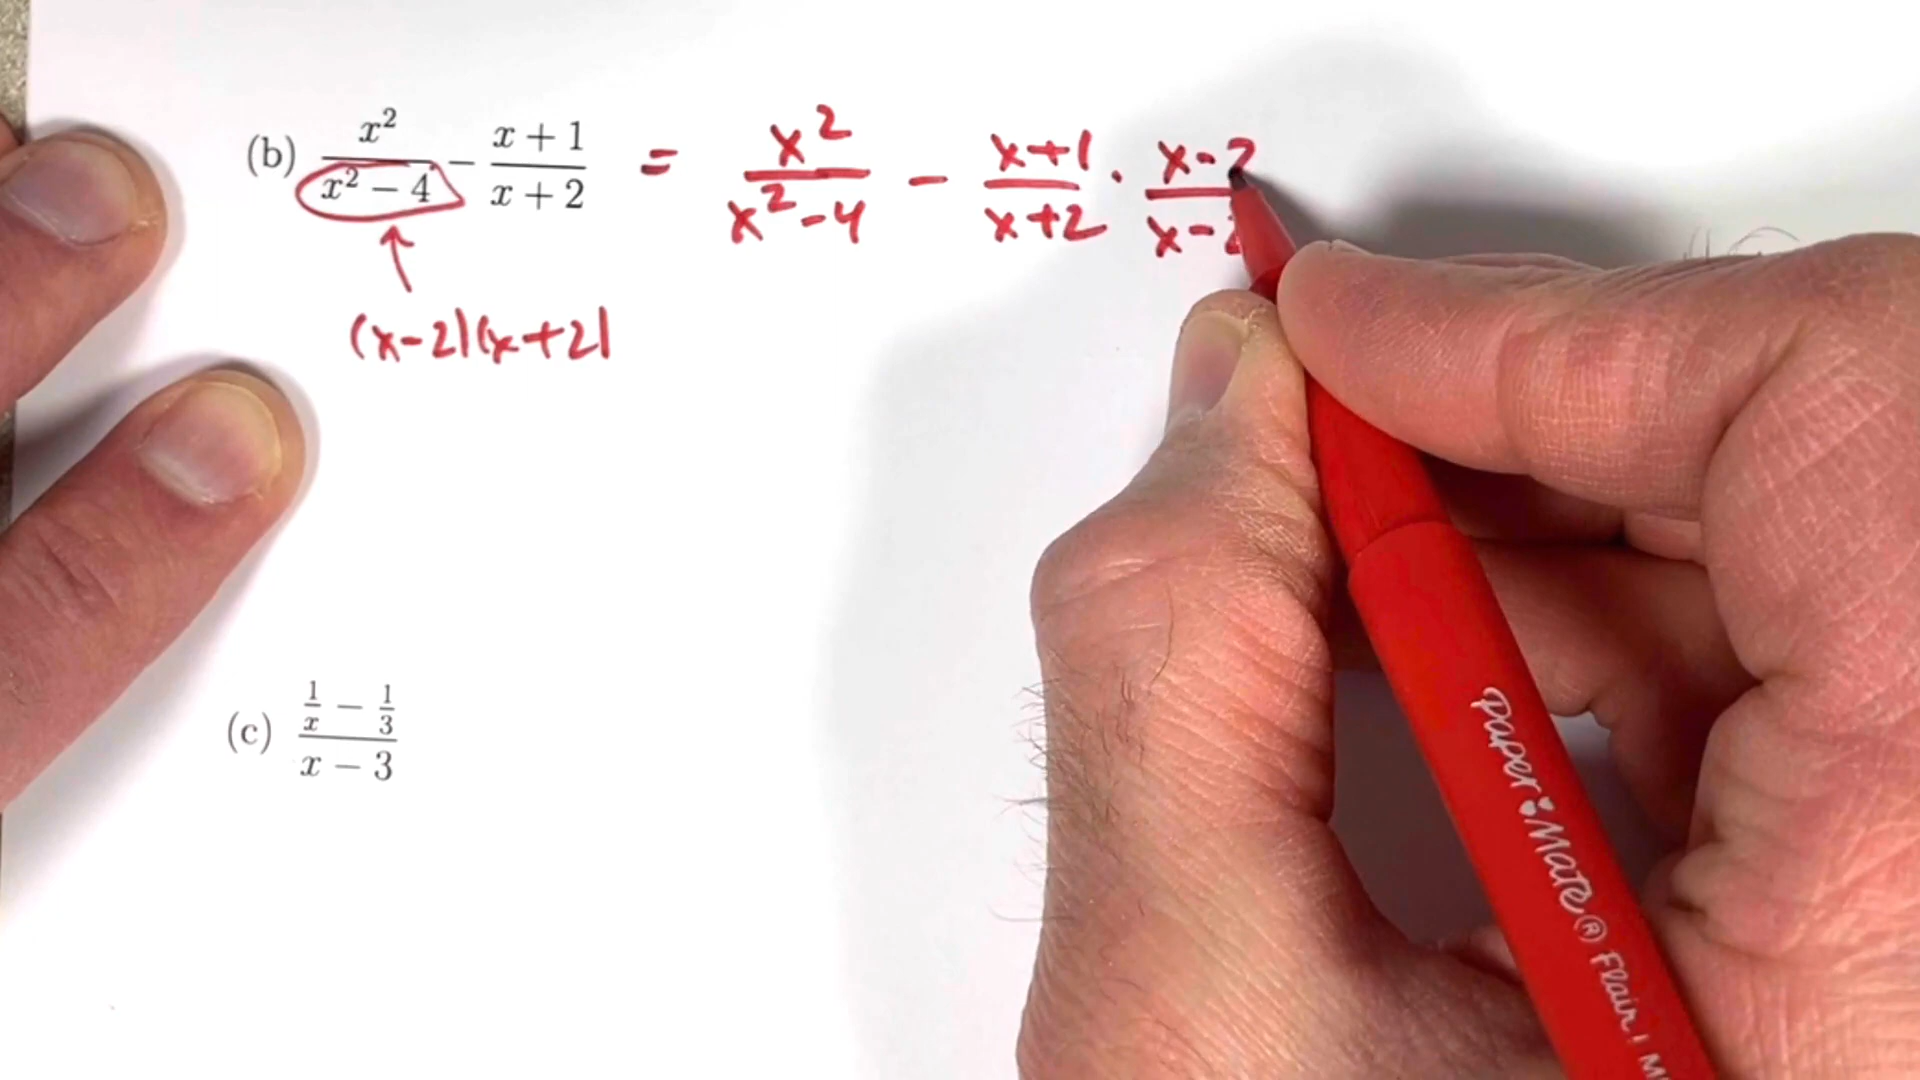 (b) x² / (x² − 4) − (x + 1) / (x + 2) = x² / (x²-4) - (x+1) / (x+2) · (x-2) / (x-2)
(x-2)(x+2)
(c) (1/x − 1/3) / (x − 3)
paper:Mate® Flair! M